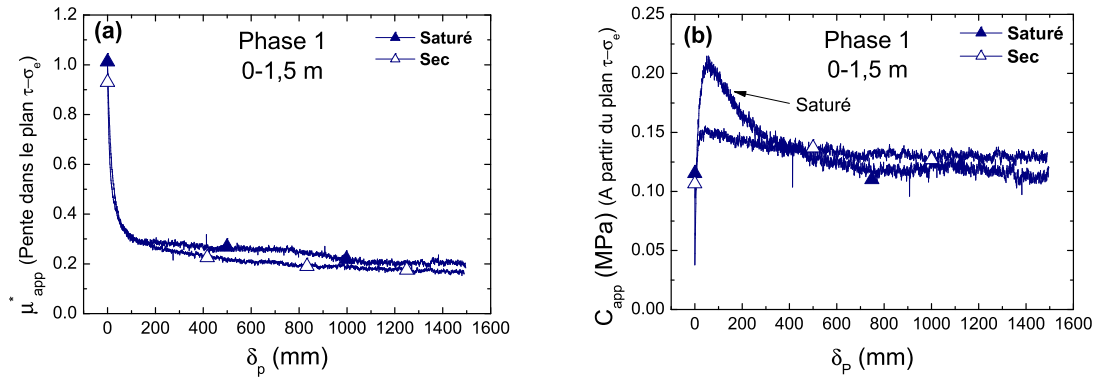 (a)
Phase 1
0-1,5 m
Saturé
Sec
1.2
1.0
0.8
0.6
0.4
0.2
0.0
0 200 400 600 800 1000 1200 1400 1600
δp (mm)
μ*app (Pente dans le plan τ–σe)
(b)
Phase 1
0-1,5 m
Saturé
Sec
Saturé
0.25
0.20
0.15
0.10
0.05
0.00
0 200 400 600 800 1000 1200 1400 1600
δP (mm)
Capp (MPa) (A partir du plan τ–σe)